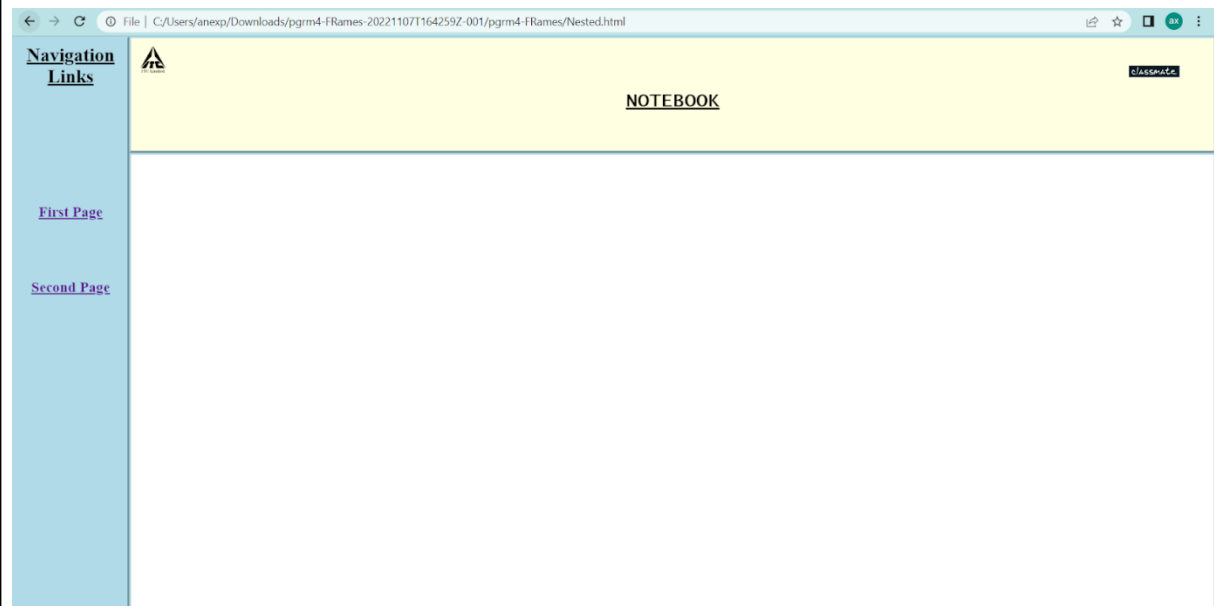 File | C:/Users/anexp/Downloads/pgrm4-FRames-20221107T164259Z-001/pgrm4-FRames/Nested.html
ax
Navigation
Links
First Page
Second Page
classmate
NOTEBOOK